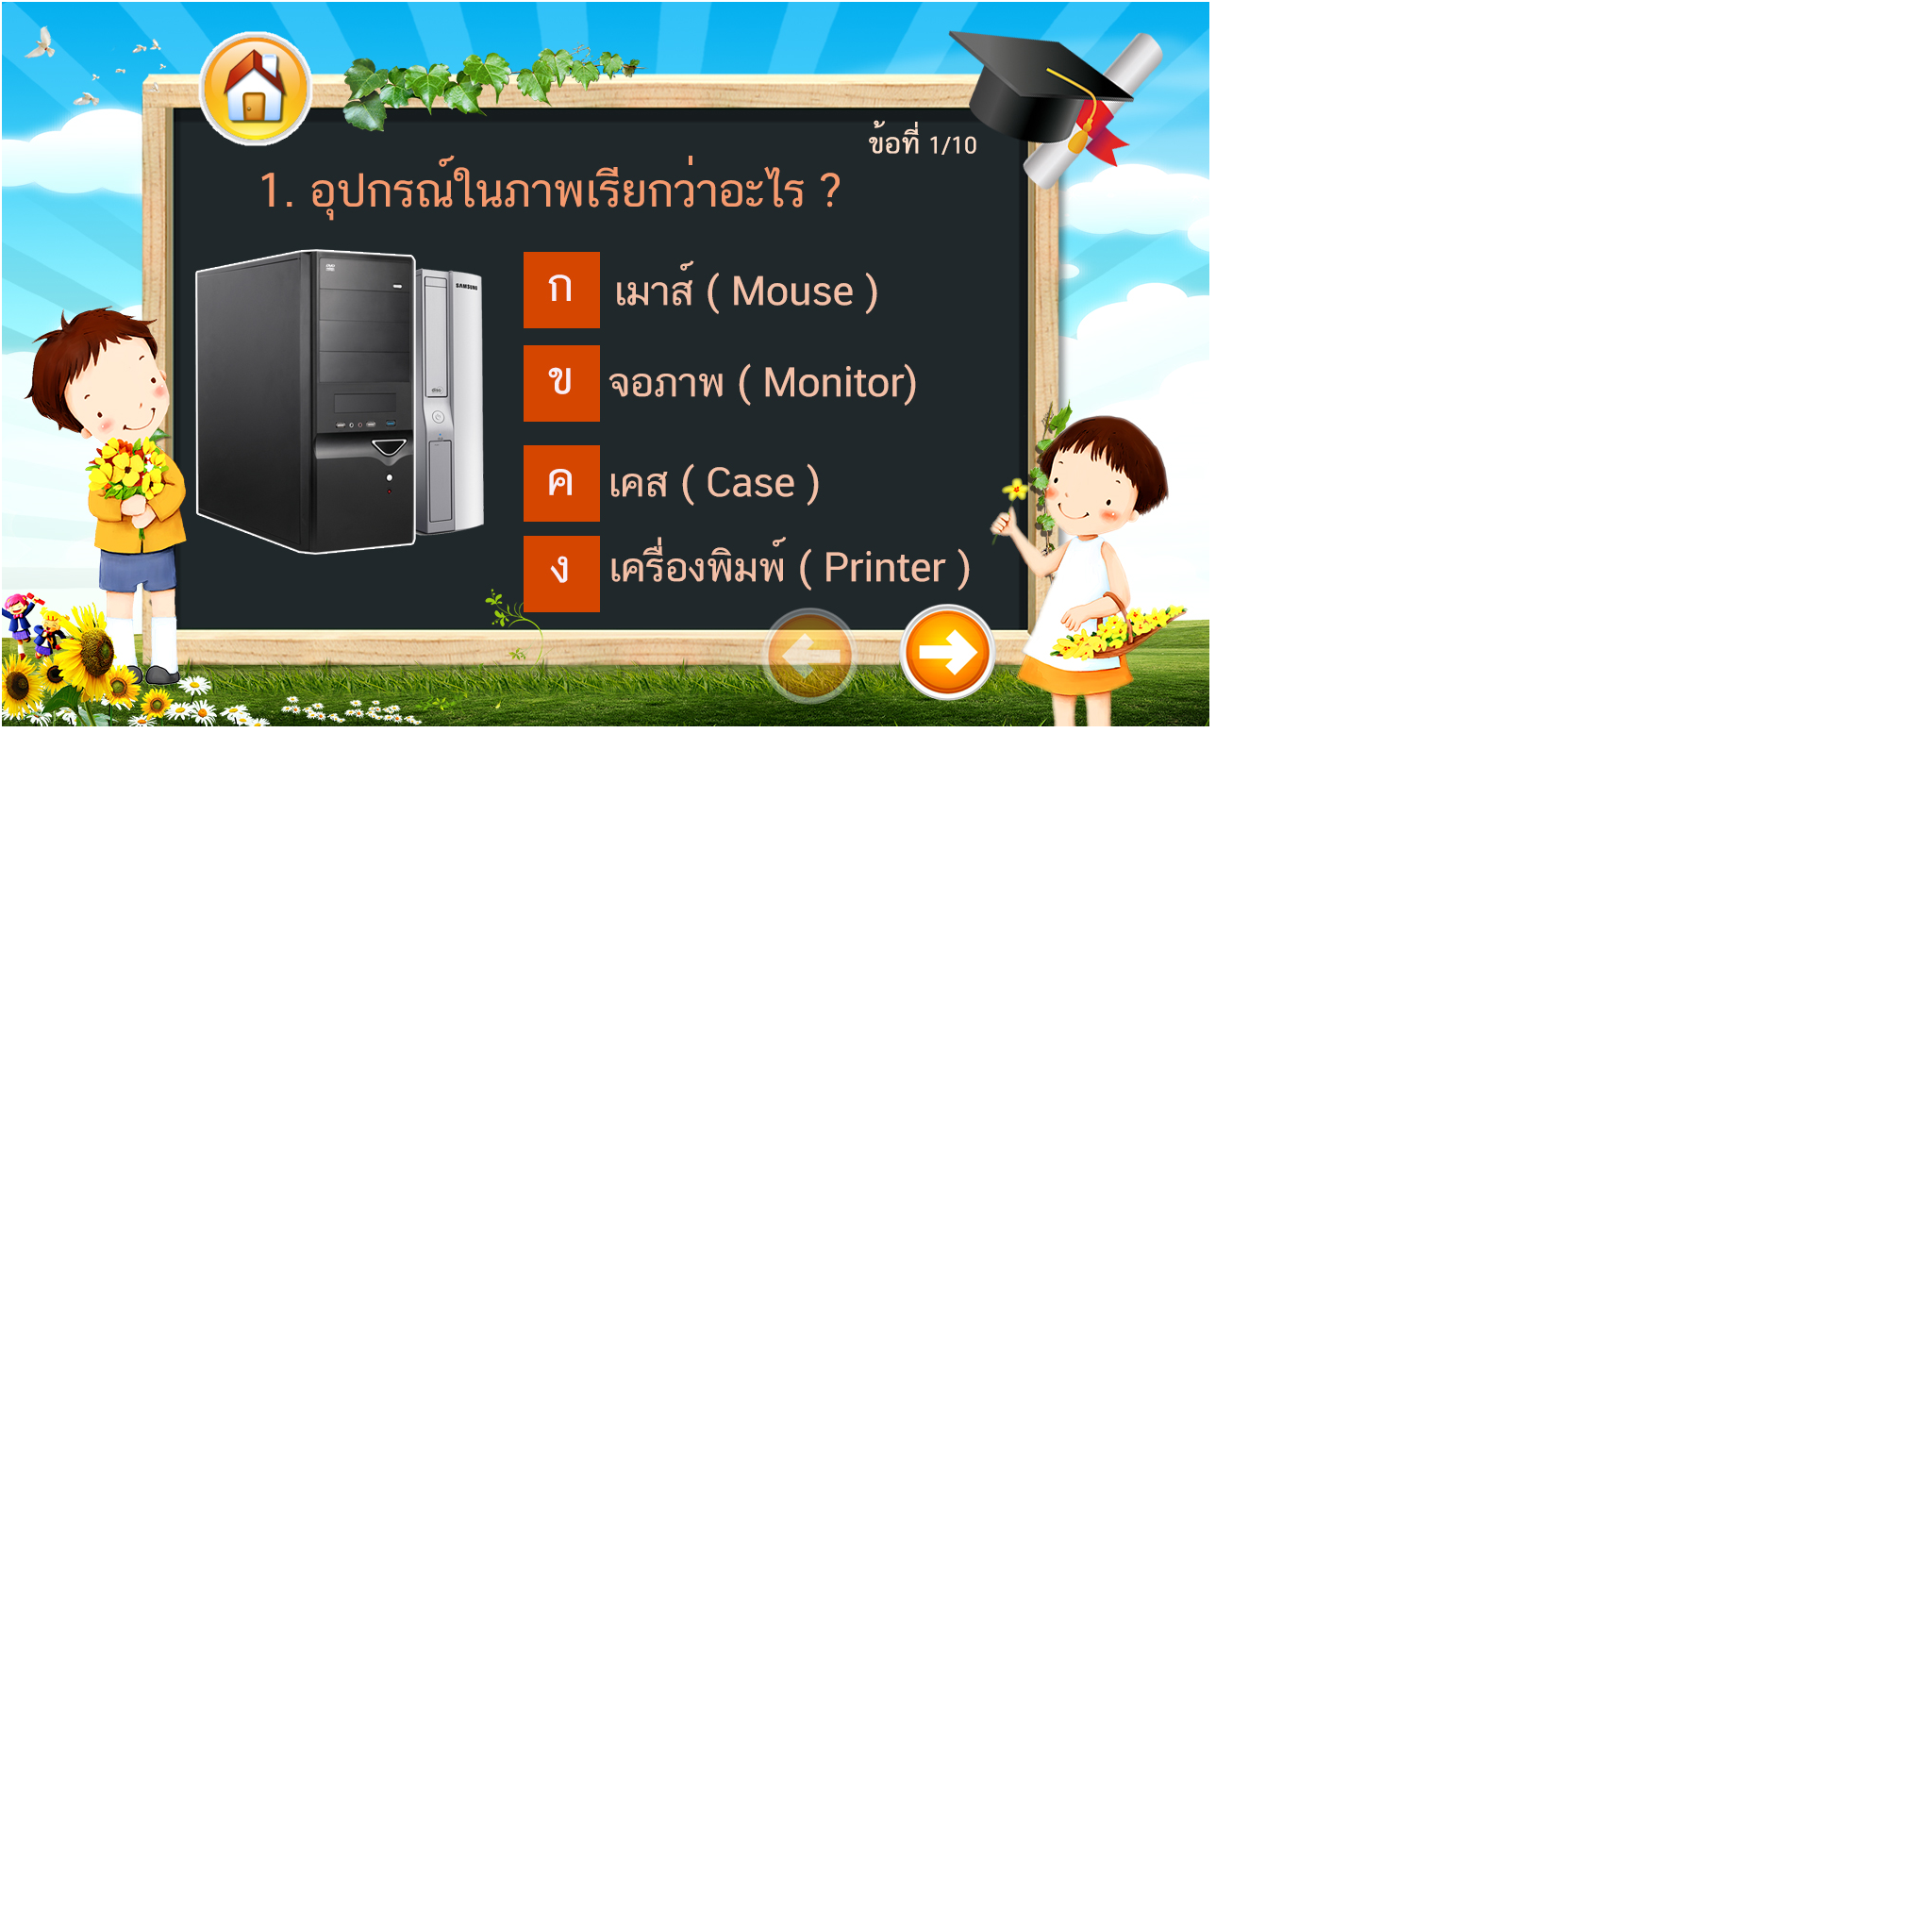 ข้อที่ 1/10
1. อุปกรณ์ในภาพเรียกว่าอะไร ?
SAMSUNG
ก เมาส์ ( Mouse )
ข จอภาพ ( Monitor)
ค เคส ( Case )
ง เครื่องพิมพ์ ( Printer )